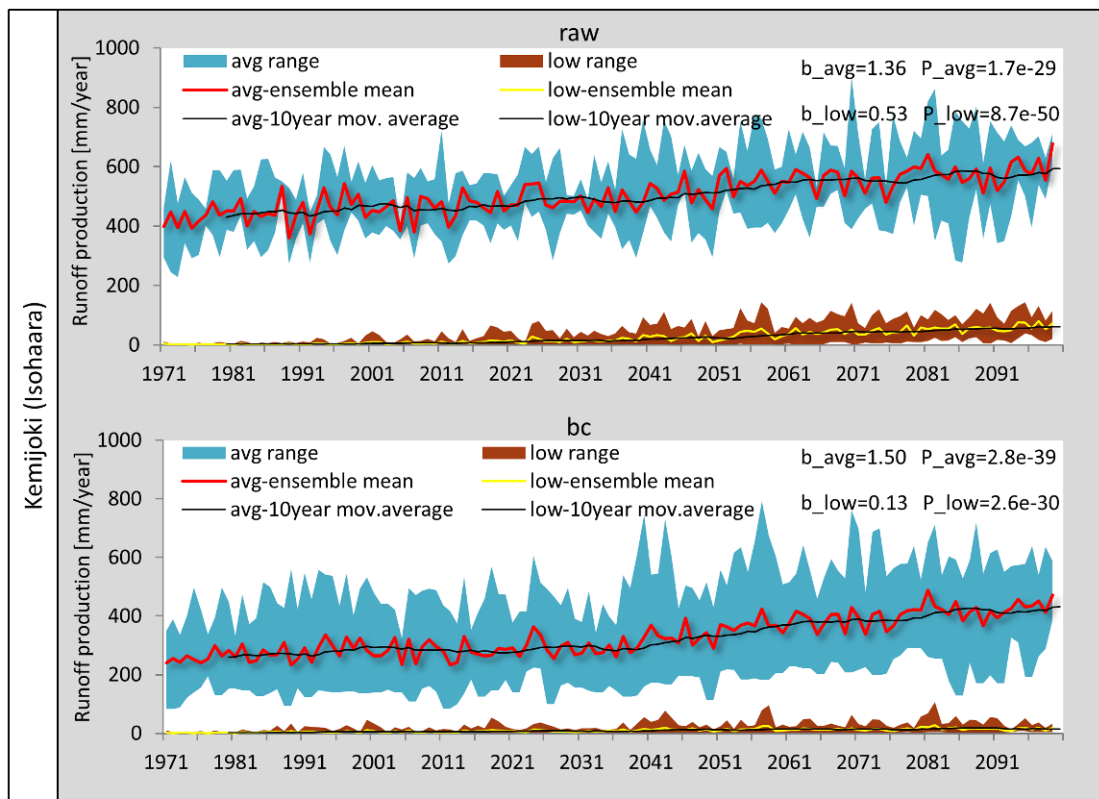 Kemijoki (Isohaara)
raw
Runoff production [mm/year]
1000
800
600
400
200
0
avg range
low range
avg-ensemble mean
low-ensemble mean
avg-10year mov. average
low-10year mov.average
b_avg=1.36 P_avg=1.7e-29
b_low=0.53 P_low=8.7e-50
1971 1981 1991 2001 2011 2021 2031 2041 2051 2061 2071 2081 2091
bc
Runoff production [mm/year]
1000
800
600
400
200
0
avg range
low range
avg-ensemble mean
low-ensemble mean
avg-10year mov.average
low-10year mov.average
b_avg=1.50 P_avg=2.8e-39
b_low=0.13 P_low=2.6e-30
1971 1981 1991 2001 2011 2021 2031 2041 2051 2061 2071 2081 2091